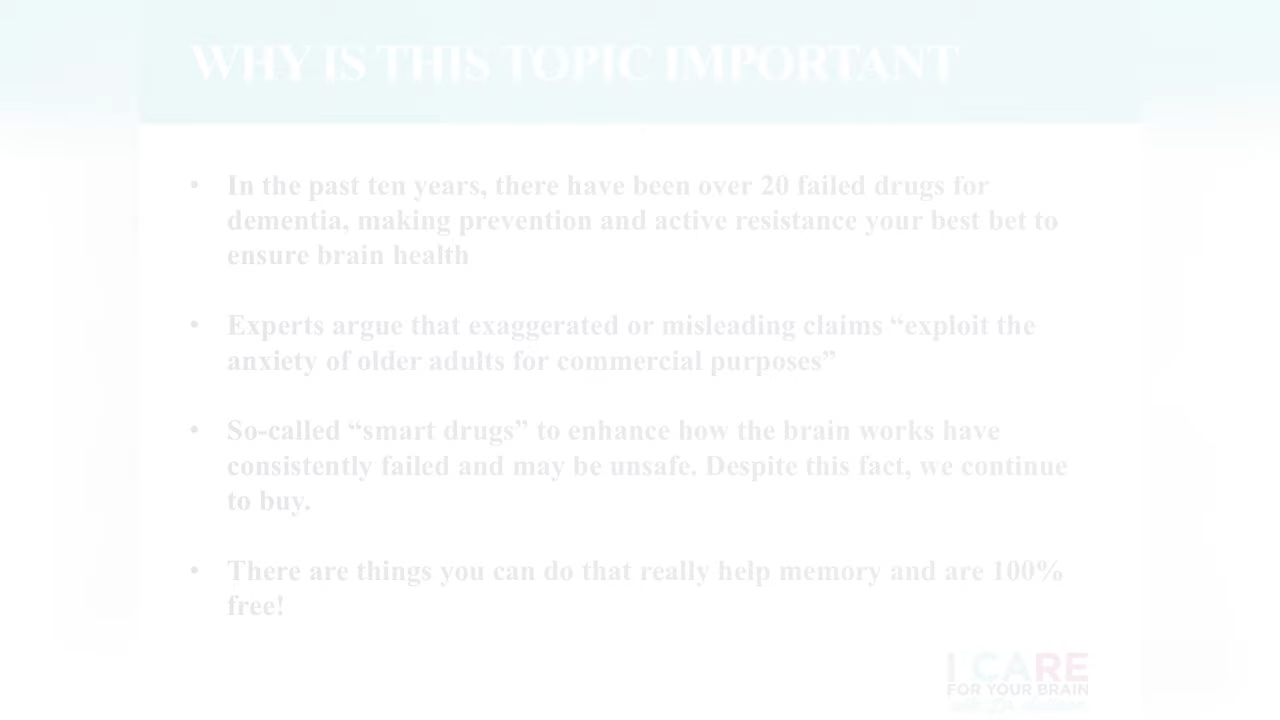 WHY IS THIS TOPIC IMPORTANT
• In the past ten years, there have been over 20 failed drugs for
dementia, making prevention and active resistance your best bet to
ensure brain health
• Experts argue that exaggerated or misleading claims “exploit the
anxiety of older adults for commercial purposes”
• So-called “smart drugs” to enhance how the brain works have
consistently failed and may be unsafe. Despite this fact, we continue
to buy.
• There are things you can do that really help memory and are 100%
free!
I CARE
FOR YOUR BRAIN
with Dr.